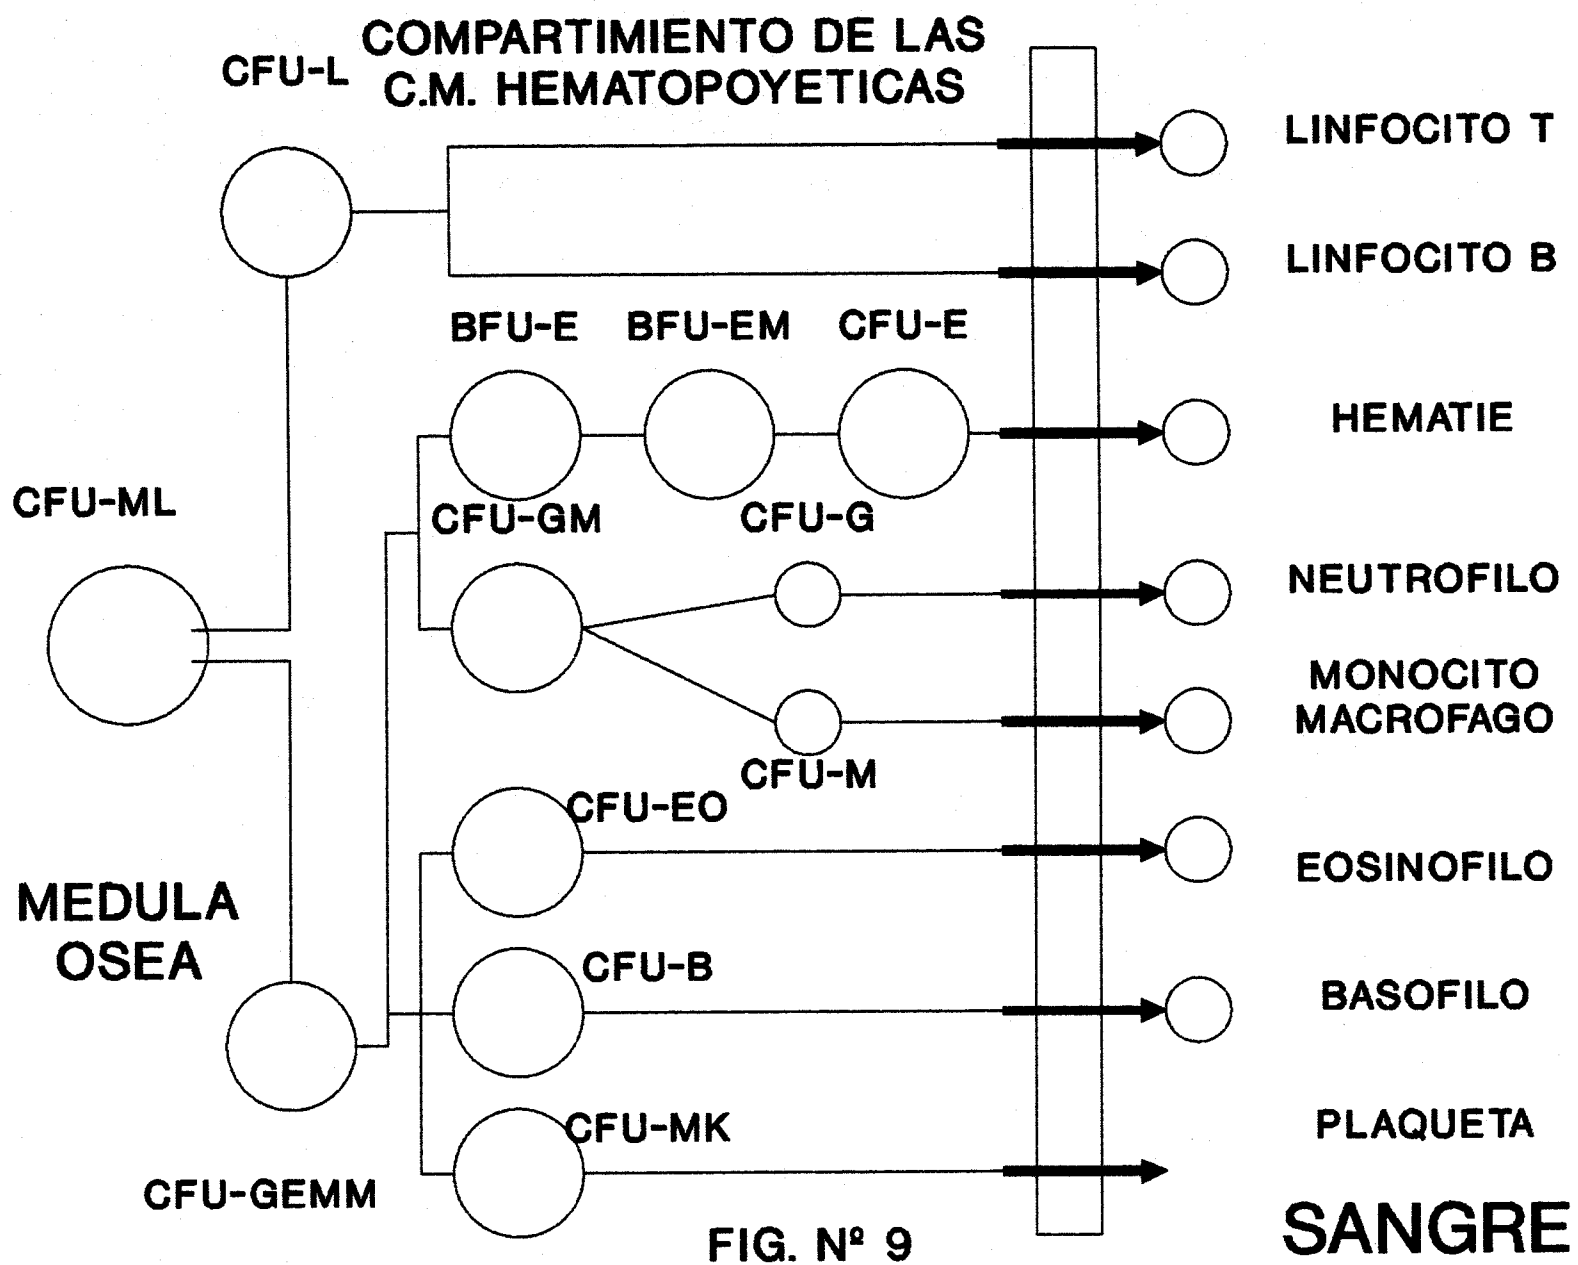 COMPARTIMIENTO DE LAS
C.M. HEMATOPOYETICAS
CFU-L
LINFOCITO T
LINFOCITO B
BFU-E
BFU-EM
CFU-E
HEMATIE
CFU-ML
CFU-GM
CFU-G
NEUTROFILO
MONOCITO
MACROFAGO
CFU-M
CFU-EO
EOSINOFILO
MEDULA
OSEA
CFU-B
BASOFILO
CFU-MK
PLAQUETA
CFU-GEMM
SANGRE
FIG. Nº 9